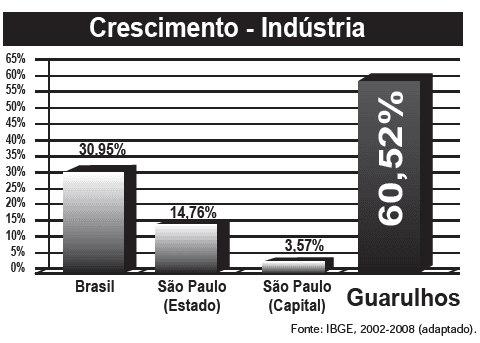 Crescimento - Indústria
65%
60%
55%
50%
45%
40%
35%
30%
25%
20%
15%
10%
5%
0%
30,95%
14,76%
3,57%
60,52%
Brasil
São Paulo
(Estado)
São Paulo
(Capital)
Guarulhos
Fonte: IBGE, 2002-2008 (adaptado).